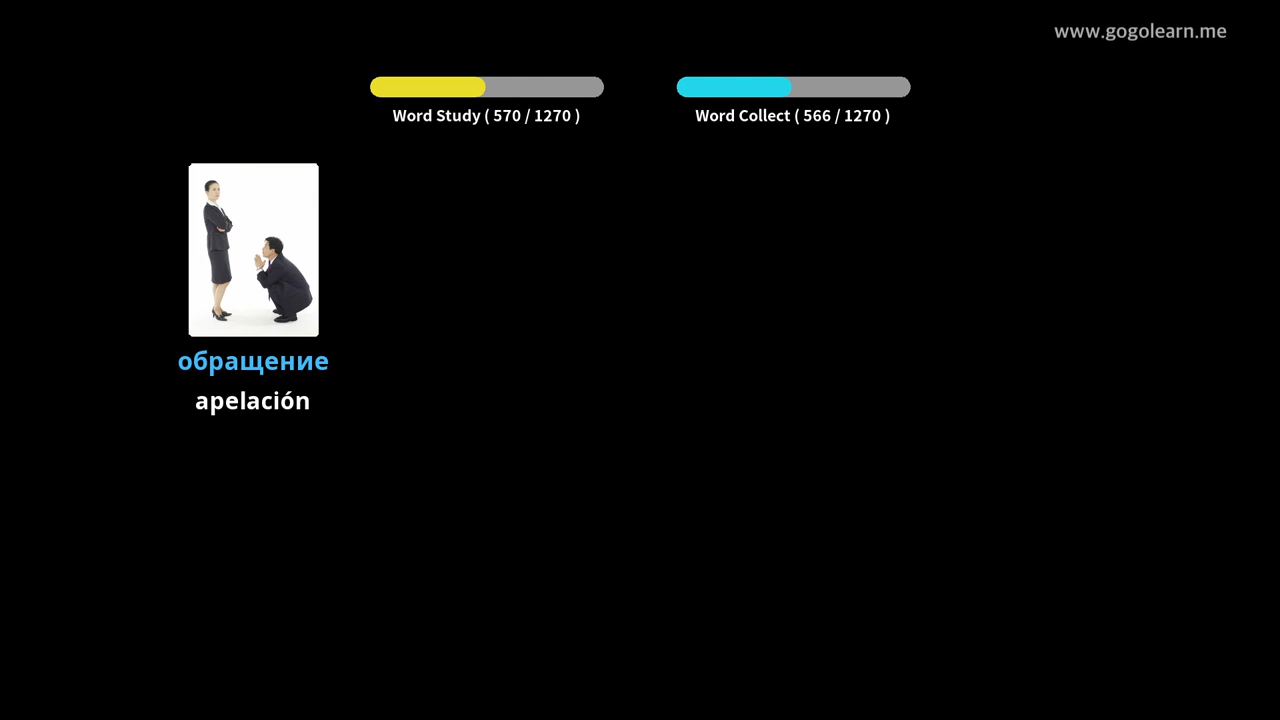 www.gogolearn.me
Word Study ( 570 / 1270 )
Word Collect ( 566 / 1270 )
обращение
apelación